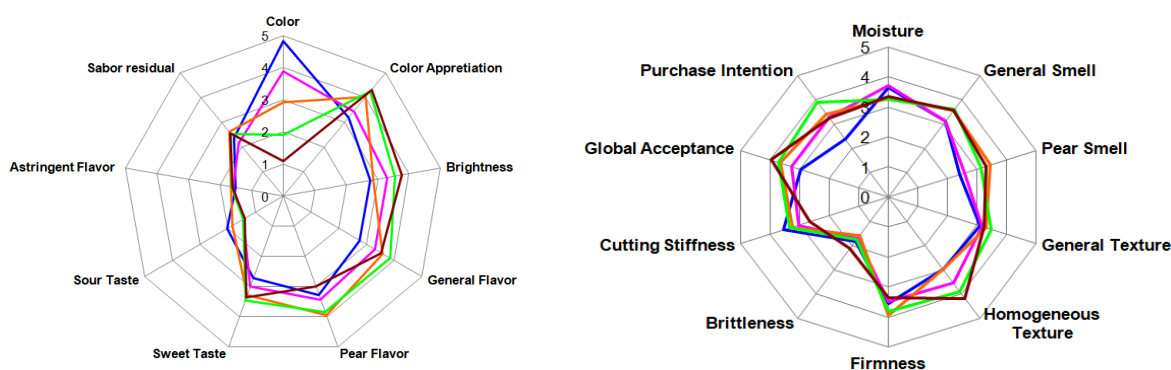 Color
5
Sabor residual
4
Color Appretiation
3
2
Astringent Flavor
1
Brightness
0
Sour Taste
General Flavor
Sweet Taste
Pear Flavor
Moisture
5
Purchase Intention
4
General Smell
3
2
Global Acceptance
1
Pear Smell
0
Cutting Stiffness
General Texture
Brittleness
Homogeneous
Texture
Firmness